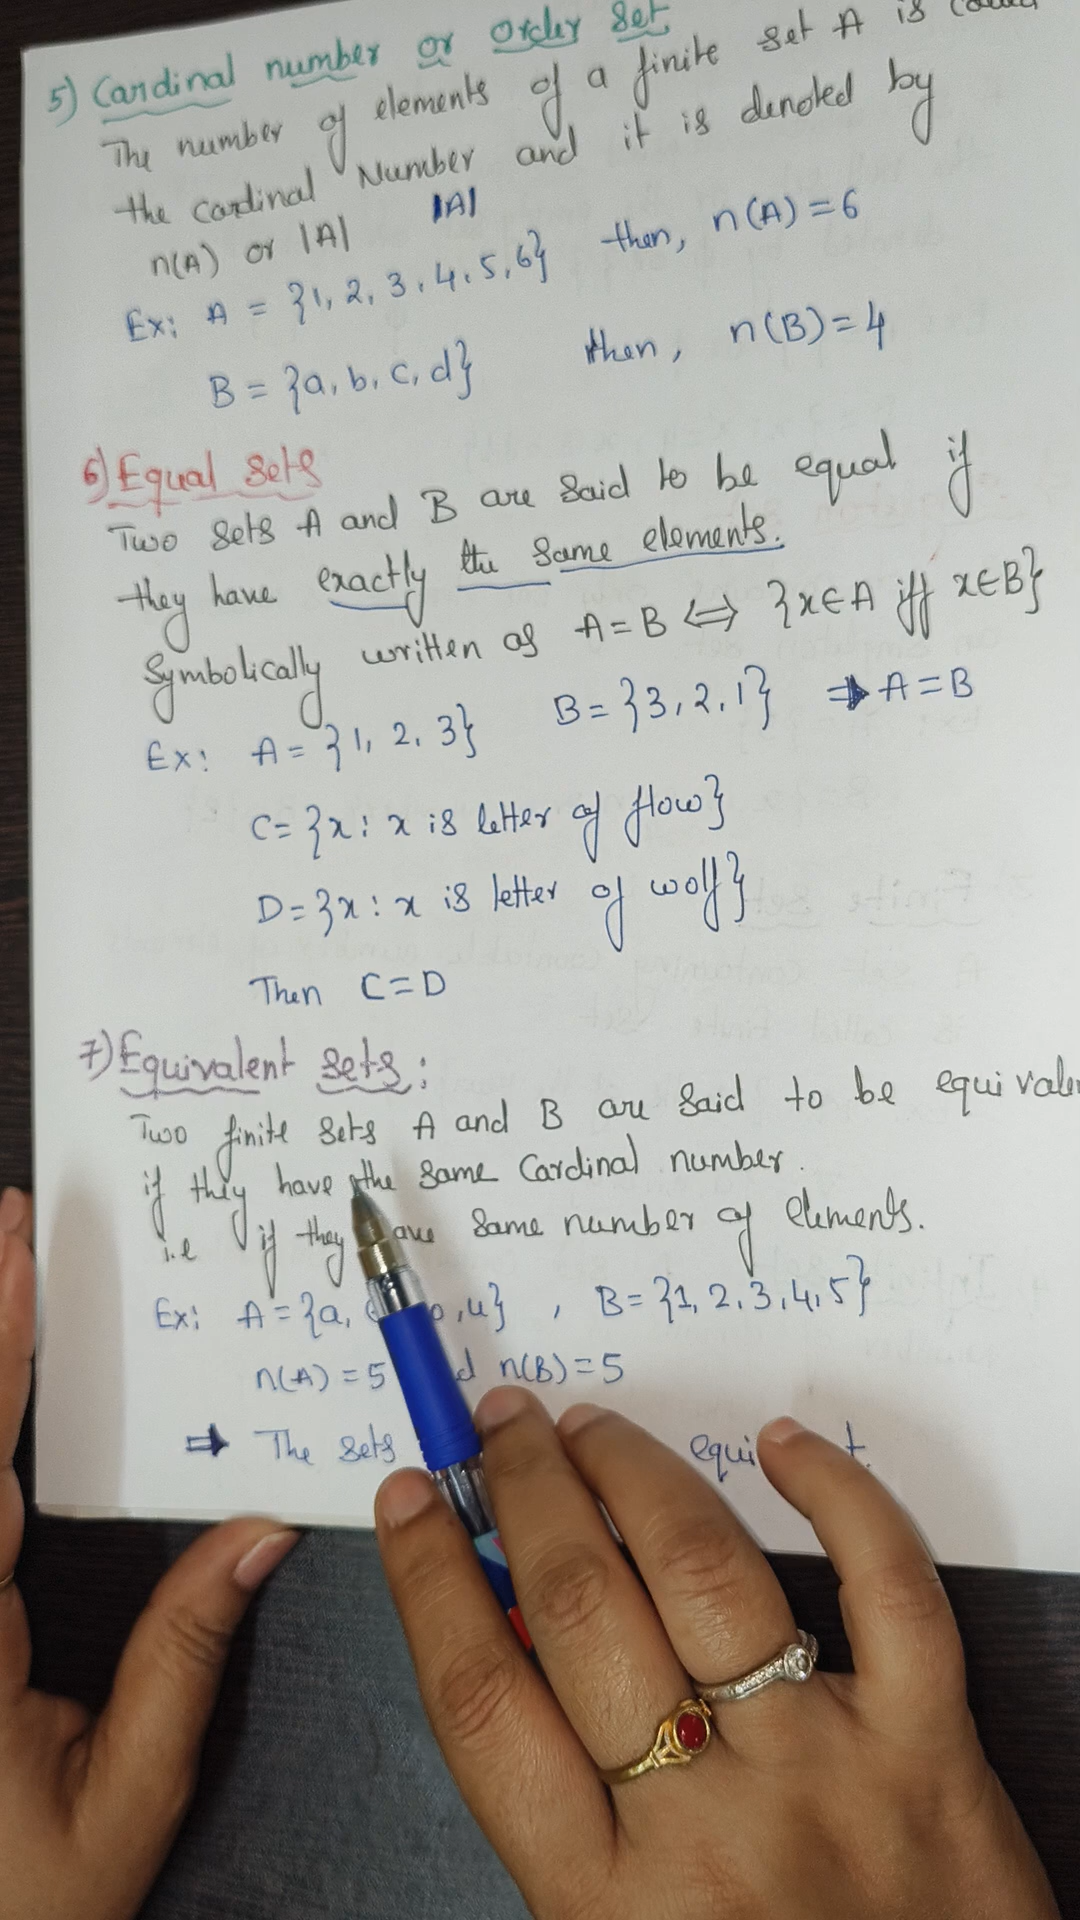 5) Cardinal number or Order Set
The number of elements of a finite set A is
the cardinal Number and it is denoted by
n(A) or |A| |A|
Ex: A = {1, 2, 3, 4, 5, 6} then, n(A) = 6
B = {a, b, c, d} then, n(B) = 4
6) Equal Sets
Two sets A and B are said to be equal if
they have exactly the same elements.
Symbolically written as A = B ⇔ {x∈A iff x∈B}
Ex: A = {1, 2, 3} B = {3, 2, 1} ⇒ A = B
C = {x : x is letter of flow}
D = {x : x is letter of wolf}
Then C = D
7) Equivalent sets:
Two finite sets A and B are said to be
if they have the same Cardinal number.
i.e if they same number of elements.
Ex: A = {a, , u} , B = {1, 2, 3, 4, 5}
n(A) = 5 n(B) = 5
⇒ The sets